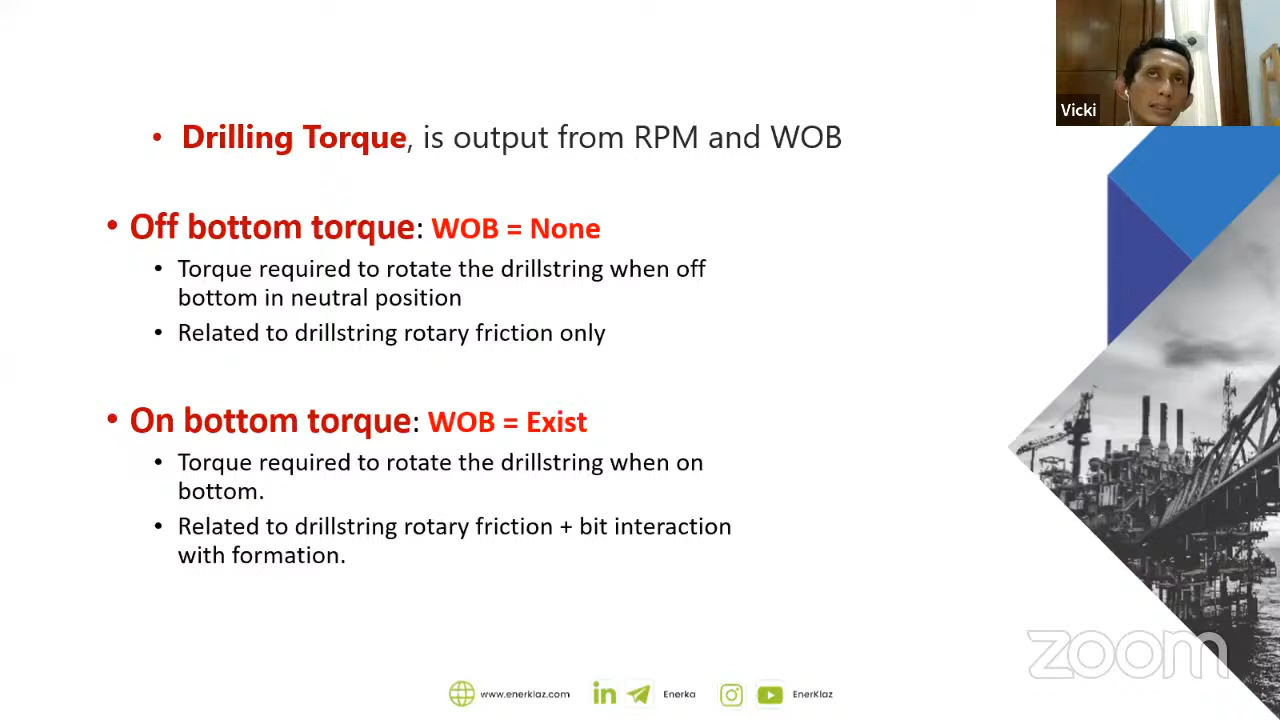 Vicki
• Drilling Torque, is output from RPM and WOB
• Off bottom torque: WOB = None
• Torque required to rotate the drillstring when off
bottom in neutral position
• Related to drillstring rotary friction only
• On bottom torque: WOB = Exist
• Torque required to rotate the drillstring when on
bottom.
• Related to drillstring rotary friction + bit interaction
with formation.
zoom
www.enerklaz.com in Enerka EnerKlaz